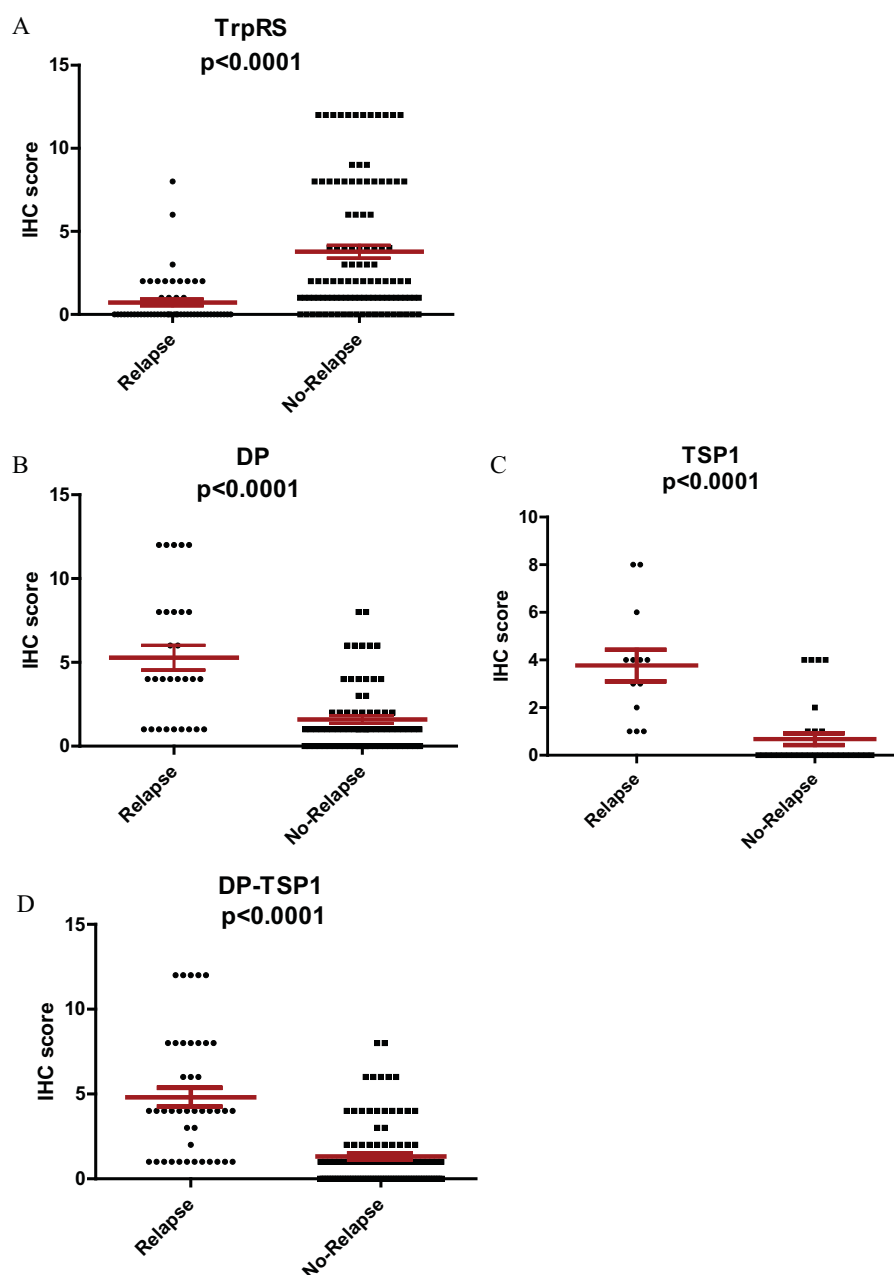 A
TrpRS
p<0.0001
15
10
5
0
IHC score
Relapse
No-Relapse
B
DP
p<0.0001
15
10
5
0
IHC score
Relapse
No-Relapse
C
TSP1
p<0.0001
10
8
6
4
2
0
IHC score
Relapse
No-Relapse
D
DP-TSP1
p<0.0001
15
10
5
0
IHC score
Relapse
No-Relapse